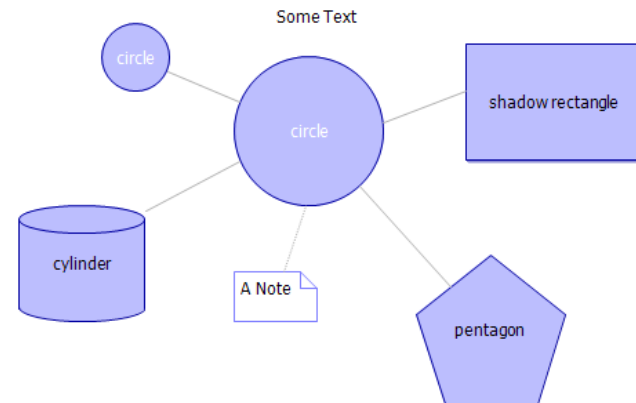 Some Text
circle
shadow rectangle
circle
cylinder
A Note
pentagon